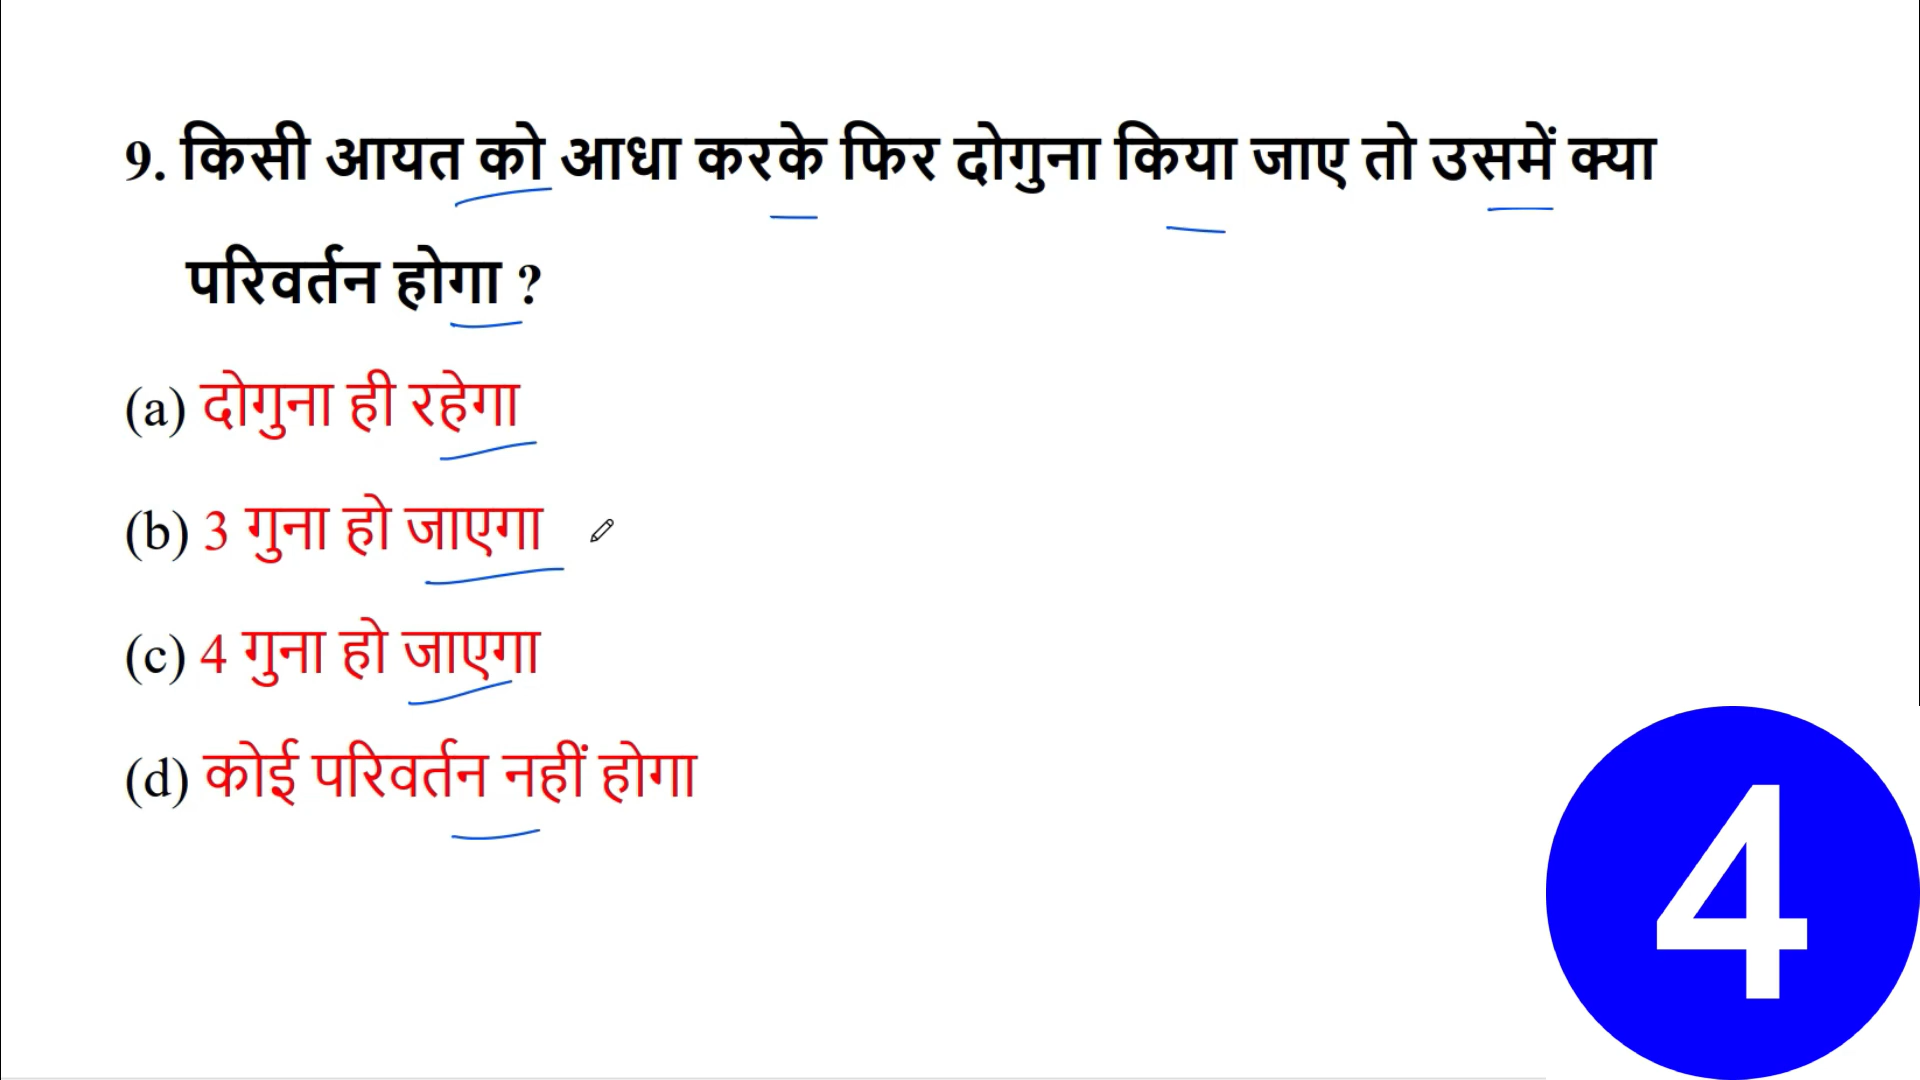 9. किसी आयत को आधा करके फिर दोगुना किया जाए तो उसमें क्या
परिवर्तन होगा ?
(a) दोगुना ही रहेगा
(b) 3 गुना हो जाएगा
(c) 4 गुना हो जाएगा
(d) कोई परिवर्तन नहीं होगा
4